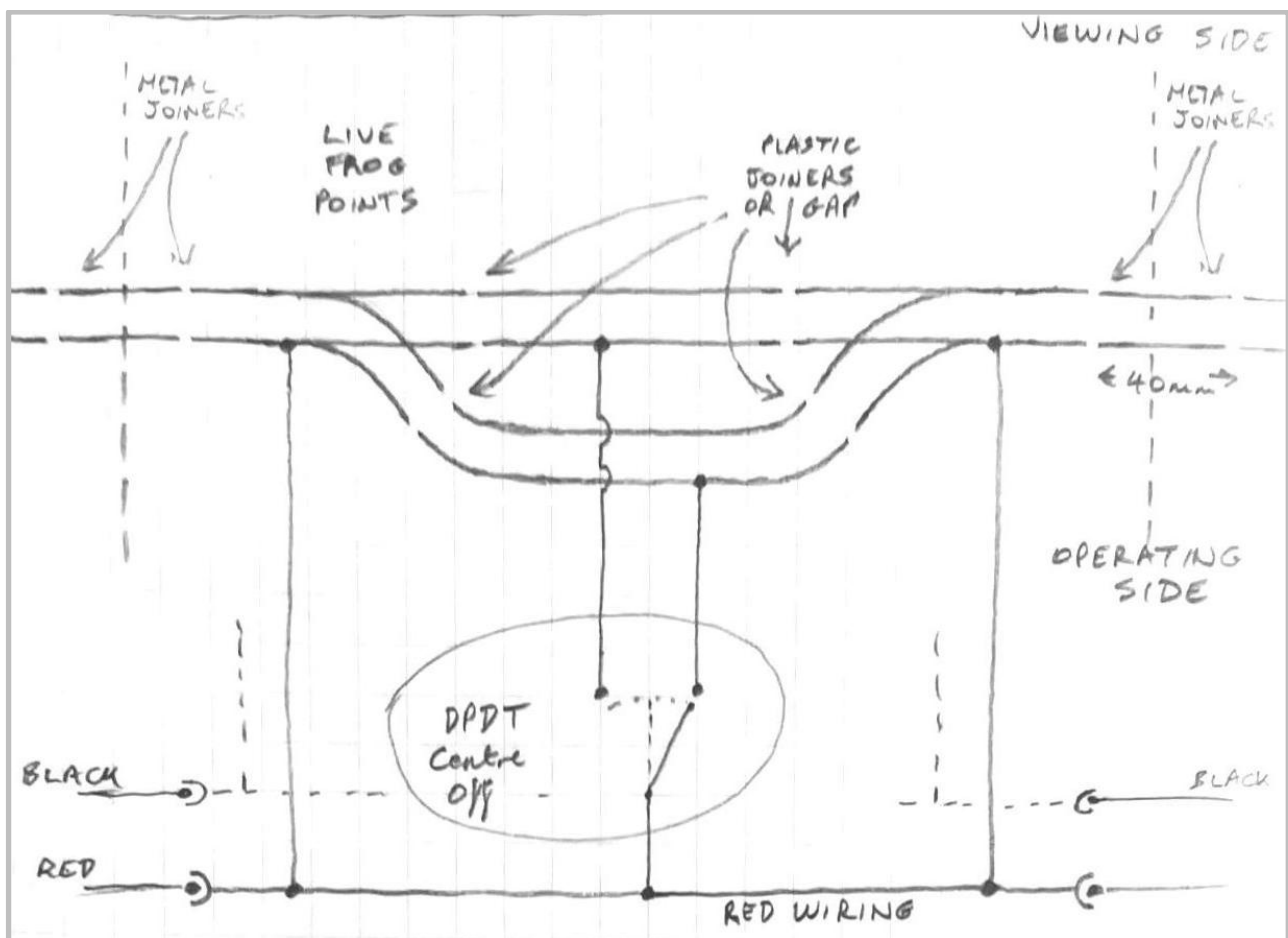 VIEWING SIDE
METAL
JOINERS
LIVE
FROG
POINTS
PLASTIC
JOINERS
OR GAP
METAL
JOINERS
40mm
OPERATING
SIDE
DPDT
Centre
Off
BLACK
BLACK
RED
RED WIRING